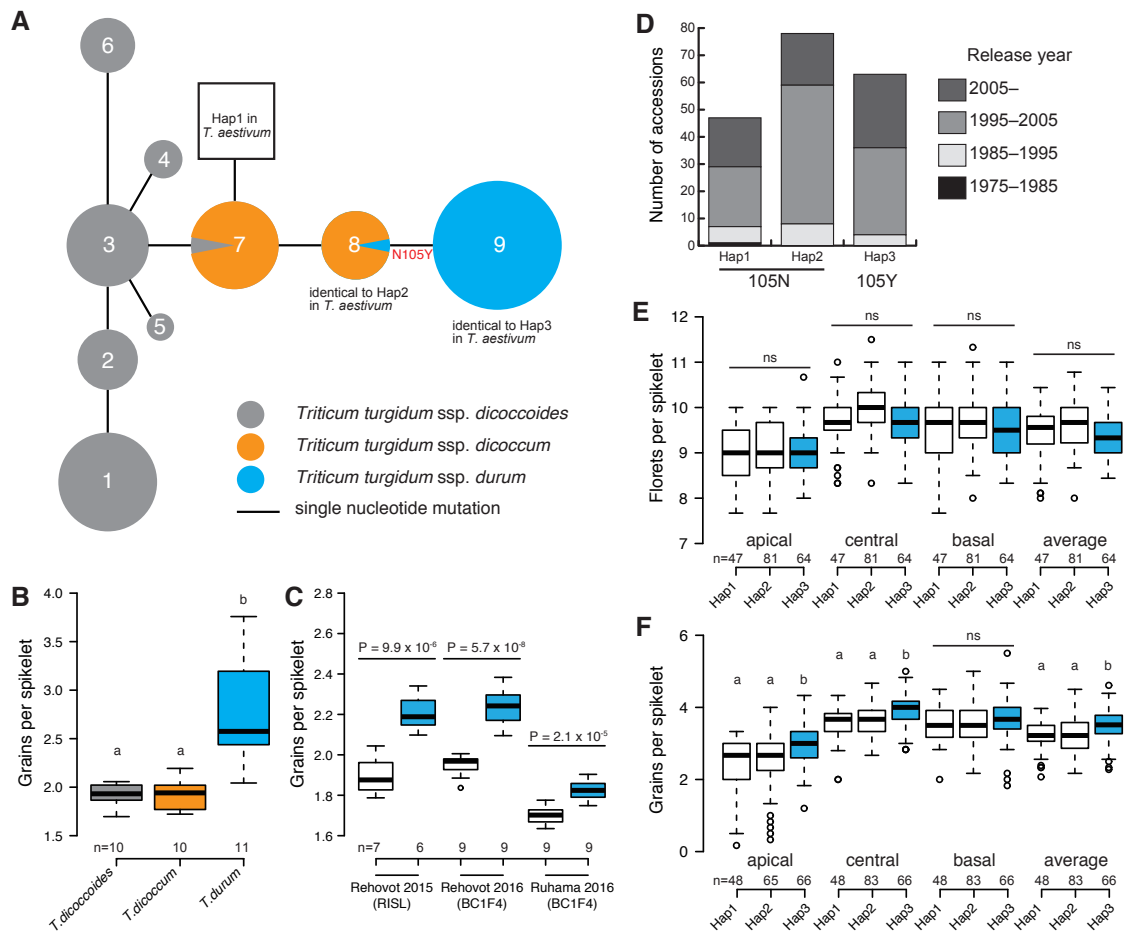 A
6
Hap1 in
T. aestivum
4
3
7
8
9
N105Y
identical to Hap2
in T. aestivum
identical to Hap3
in T. aestivum
5
2
1
Triticum turgidum ssp. dicoccoides
Triticum turgidum ssp. dicoccum
Triticum turgidum ssp. durum
single nucleotide mutation
B
Grains per spikelet
4.0
3.5
3.0
2.5
2.0
1.5
a
a
b
n=10
10
11
T.dicoccoides
T.dicoccum
T.durum
C
Grains per spikelet
2.8
2.6
2.4
2.2
2.0
1.8
1.6
P = 9.9 x 10-6
P = 5.7 x 10-8
P = 2.1 x 10-5
n=7
6
9
9
9
9
Rehovot 2015
(RISL)
Rehovot 2016
(BC1F4)
Ruhama 2016
(BC1F4)
D
Number of accessions
80
70
60
50
40
30
20
10
0
Hap1
Hap2
Hap3
105N
105Y
Release year
2005–
1995–2005
1985–1995
1975–1985
E
Florets per spikelet
12
11
10
9
8
7
ns
ns
ns
ns
apical
central
basal
average
n=47 81 64
47 81 64
47 81 64
47 81 64
Hap1 Hap2 Hap3
Hap1 Hap2 Hap3
Hap1 Hap2 Hap3
Hap1 Hap2 Hap3
F
Grains per spikelet
6
4
2
0
a a b
a a b
ns
a a b
apical
central
basal
average
n=48 65 66
48 83 66
48 83 66
48 83 66
Hap1 Hap2 Hap3
Hap1 Hap2 Hap3
Hap1 Hap2 Hap3
Hap1 Hap2 Hap3